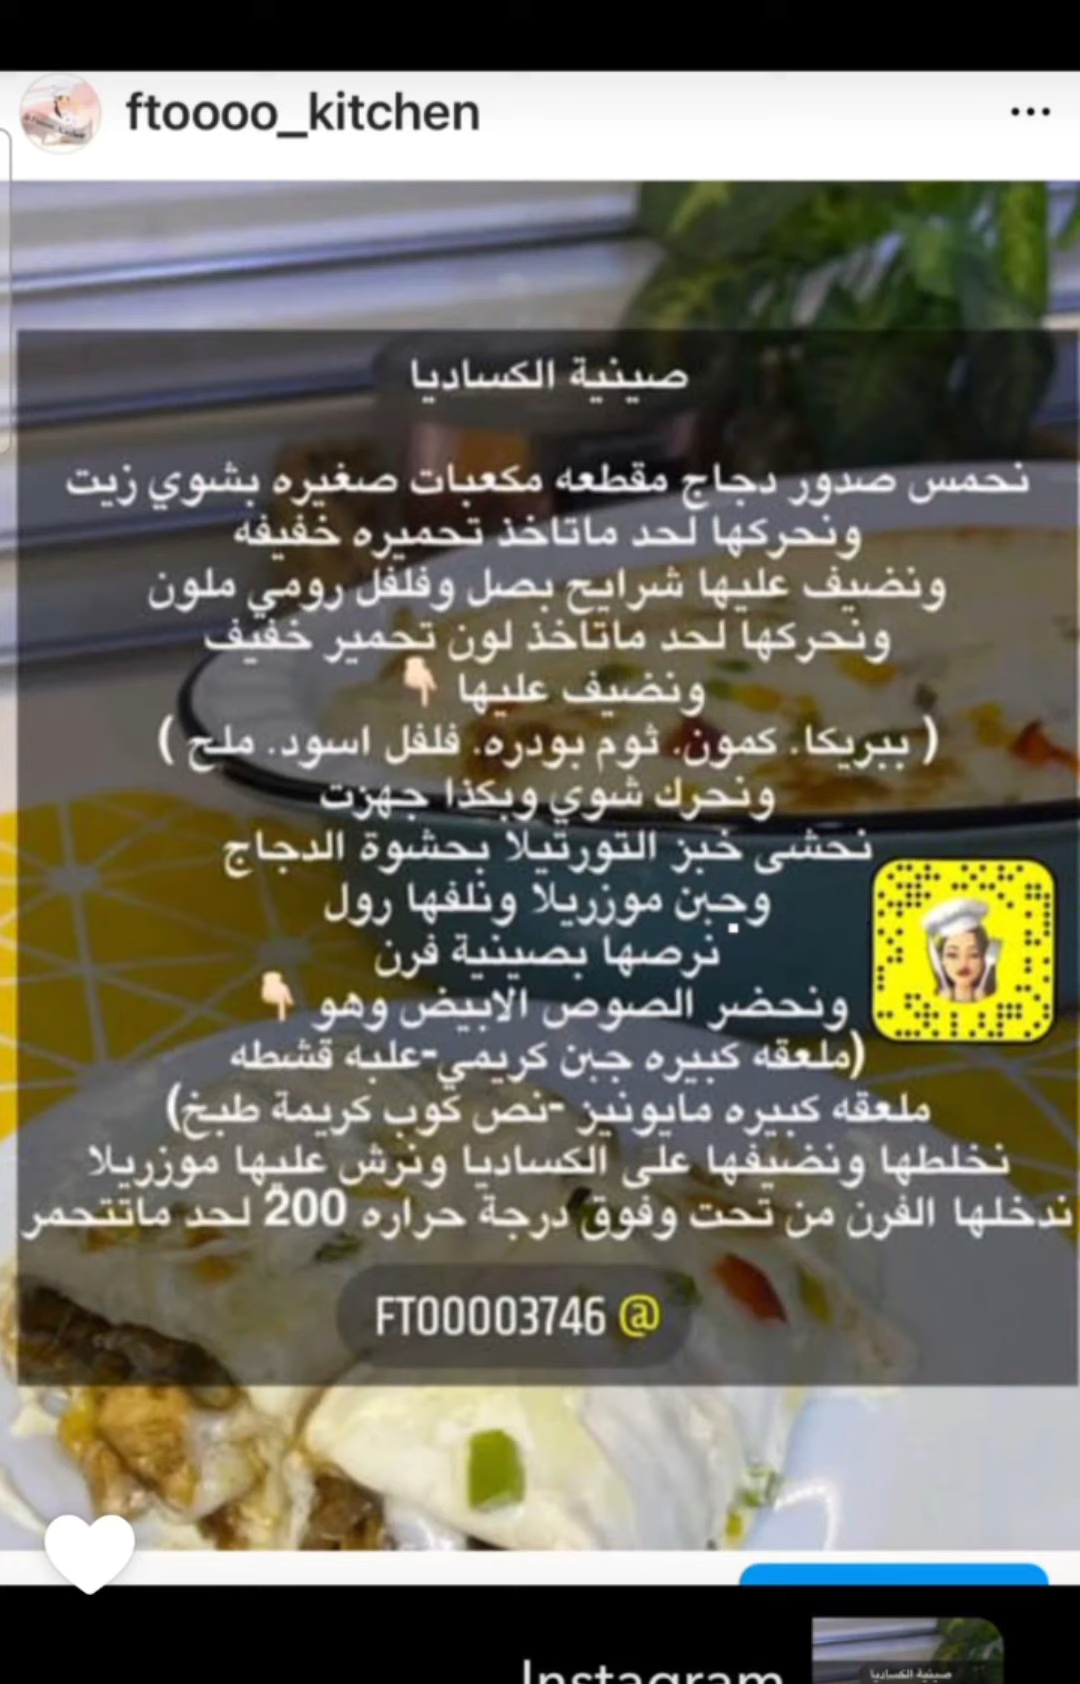 ftoooo_kitchen
صينية الكساديا
نحمس صدور دجاج مقطعه مكعبات صغيره بشوي زيت
ونحركها لحد ماتاخذ تحميره خفيفه
ونضيف عليها شرايح بصل وفلفل رومي ملون
ونحركها لحد ماتاخذ لون تحمير خفيف
ونضيف عليها 👇🏻
( ببريكا. كمون. ثوم بودره. فلفل اسود. ملح )
ونحرك شوي وبكذا جهزت
نحشى خبز التورتيلا بحشوة الدجاج
وجبن موزريلا ونلفها رول
نرصها بصينية فرن
ونحضر الصوص الابيض وهو 👇🏻
(ملعقه كبيره جبن كريمي-علبه قشطه
ملعقه كبيره مايونيز -نص كوب كريمة طبخ)
نخلطها ونضيفها على الكساديا ونرش عليها موزريلا
ندخلها الفرن من تحت وفوق درجة حراره 200 لحد ماتتحمر
FT00003746 @
Instagram
صينية الكساديا